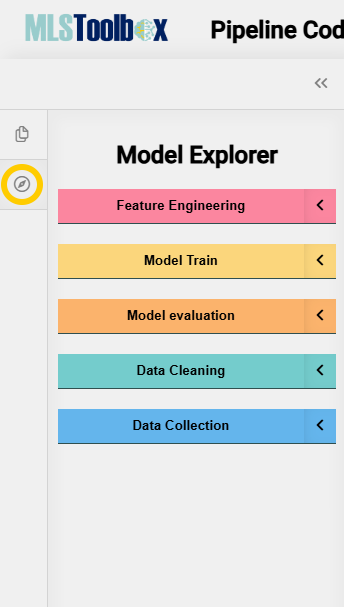 MLSToolbox
Pipeline Cod
Model Explorer
Feature Engineering
Model Train
Model evaluation
Data Cleaning
Data Collection